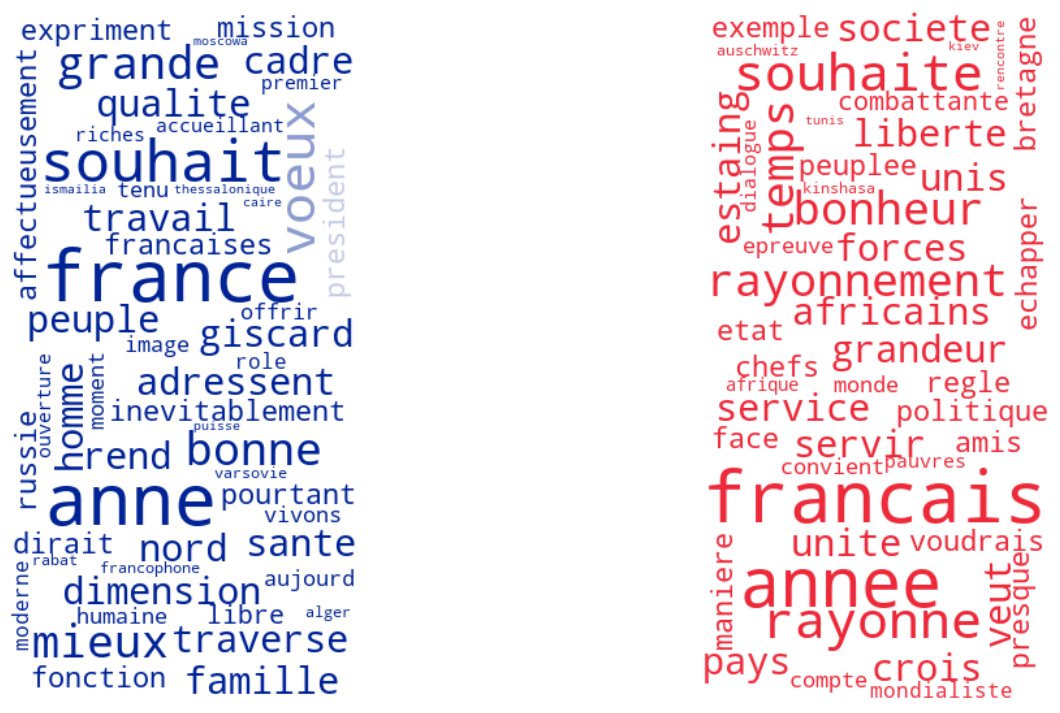 expriment
mission
moscowa
grande
cadre
premier
affectueusement
qualite
voeux
accueillant
riches
souhait
president
ismailia
tenu
thessalonique
caire
travail
francaises
france
offrir
peuple
giscard
image
role
ouverture
homme
moment
adressent
inevitablement
russie
puisse
rend
bonne
varsovie
anne
pourtant
vivons
dirait
nord
sante
rabat
francophone
moderne
dimension
aujourd
humaine
libre
alger
mieux
traverse
fonction
famille
exemple
societe
bretagne
auschwitz
kiev
rencontre
souhaite
combattante
estaing
temps
tunis
dialogue
liberte
peuplee
unis
kinshasa
bonheur
echapper
epreuve
forces
rayonnement
africains
etat
grandeur
chefs
afrique
monde
regle
service
politique
face
servir
amis
convient
pauvres
francais
unite
voudrais
maniere
annee
veut
presque
rayonne
pays
crois
compte
mondialiste